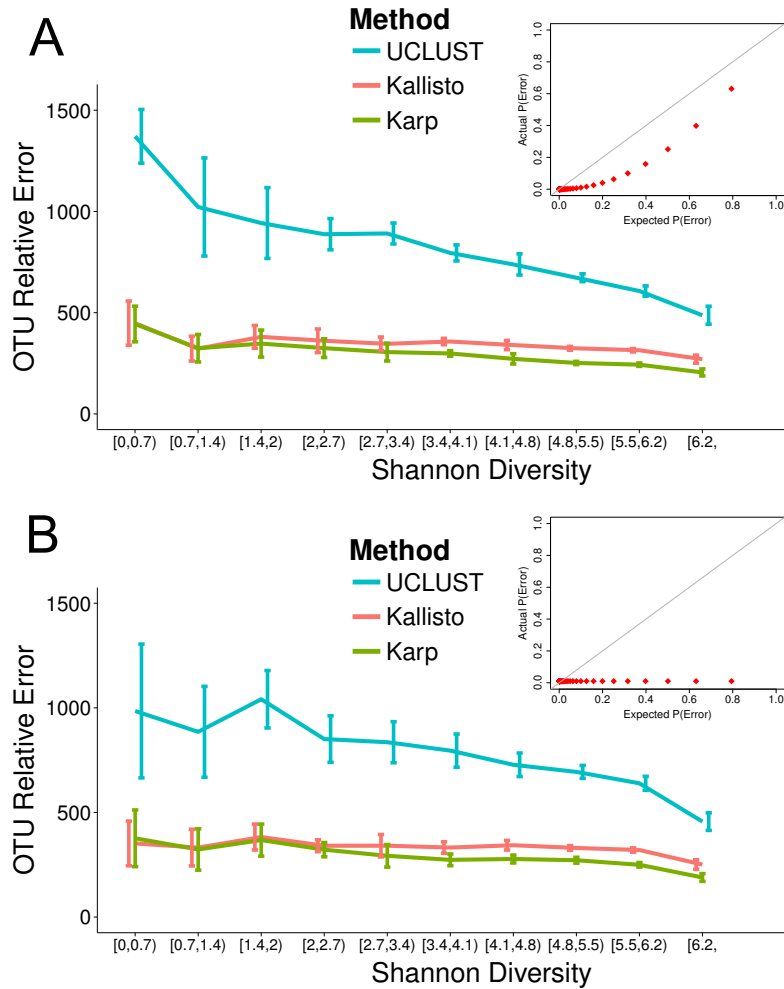 A
Method
UCLUST
Kallisto
Karp
OTU Relative Error
1500
1000
500
0
[0,0.7) [0.7,1.4) [1.4,2) [2,2.7) [2.7,3.4) [3.4,4.1) [4.1,4.8) [4.8,5.5) [5.5,6.2) [6.2,
Shannon Diversity
Actual P(Error)
1.0
0.8
0.6
0.4
0.2
0.0
0.0 0.2 0.4 0.6 0.8 1.0
Expected P(Error)
B
Method
UCLUST
Kallisto
Karp
OTU Relative Error
1500
1000
500
0
[0,0.7) [0.7,1.4) [1.4,2) [2,2.7) [2.7,3.4) [3.4,4.1) [4.1,4.8) [4.8,5.5) [5.5,6.2) [6.2,
Shannon Diversity
Actual P(Error)
1.0
0.8
0.6
0.4
0.2
0.0
0.0 0.2 0.4 0.6 0.8 1.0
Expected P(Error)